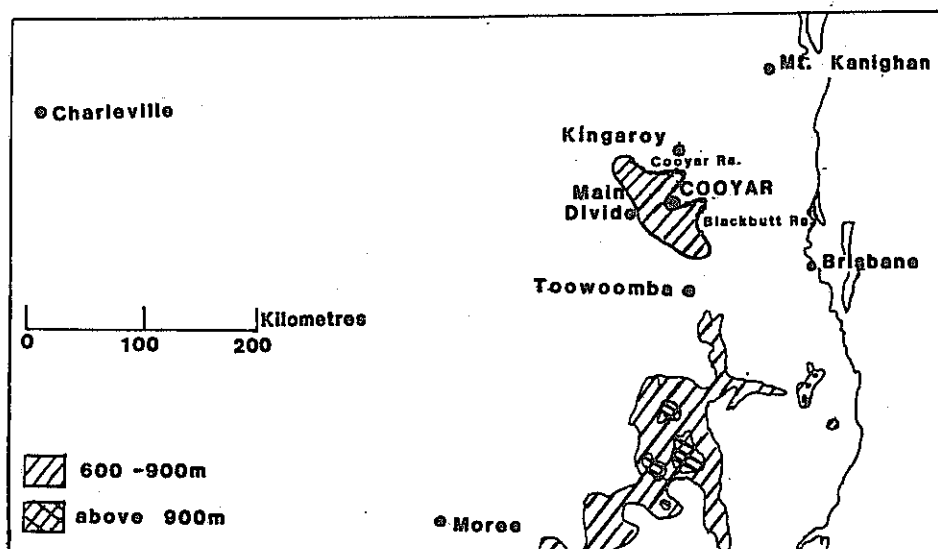 Mt. Kanighan
Charleville
Kingaroy
Cooyar Ra.
COOYAR
Main
Divide
Blackbutt Ra.
Brisbane
Toowoomba
Kilometres
0 100 200
600 -900m
above 900m
Moree